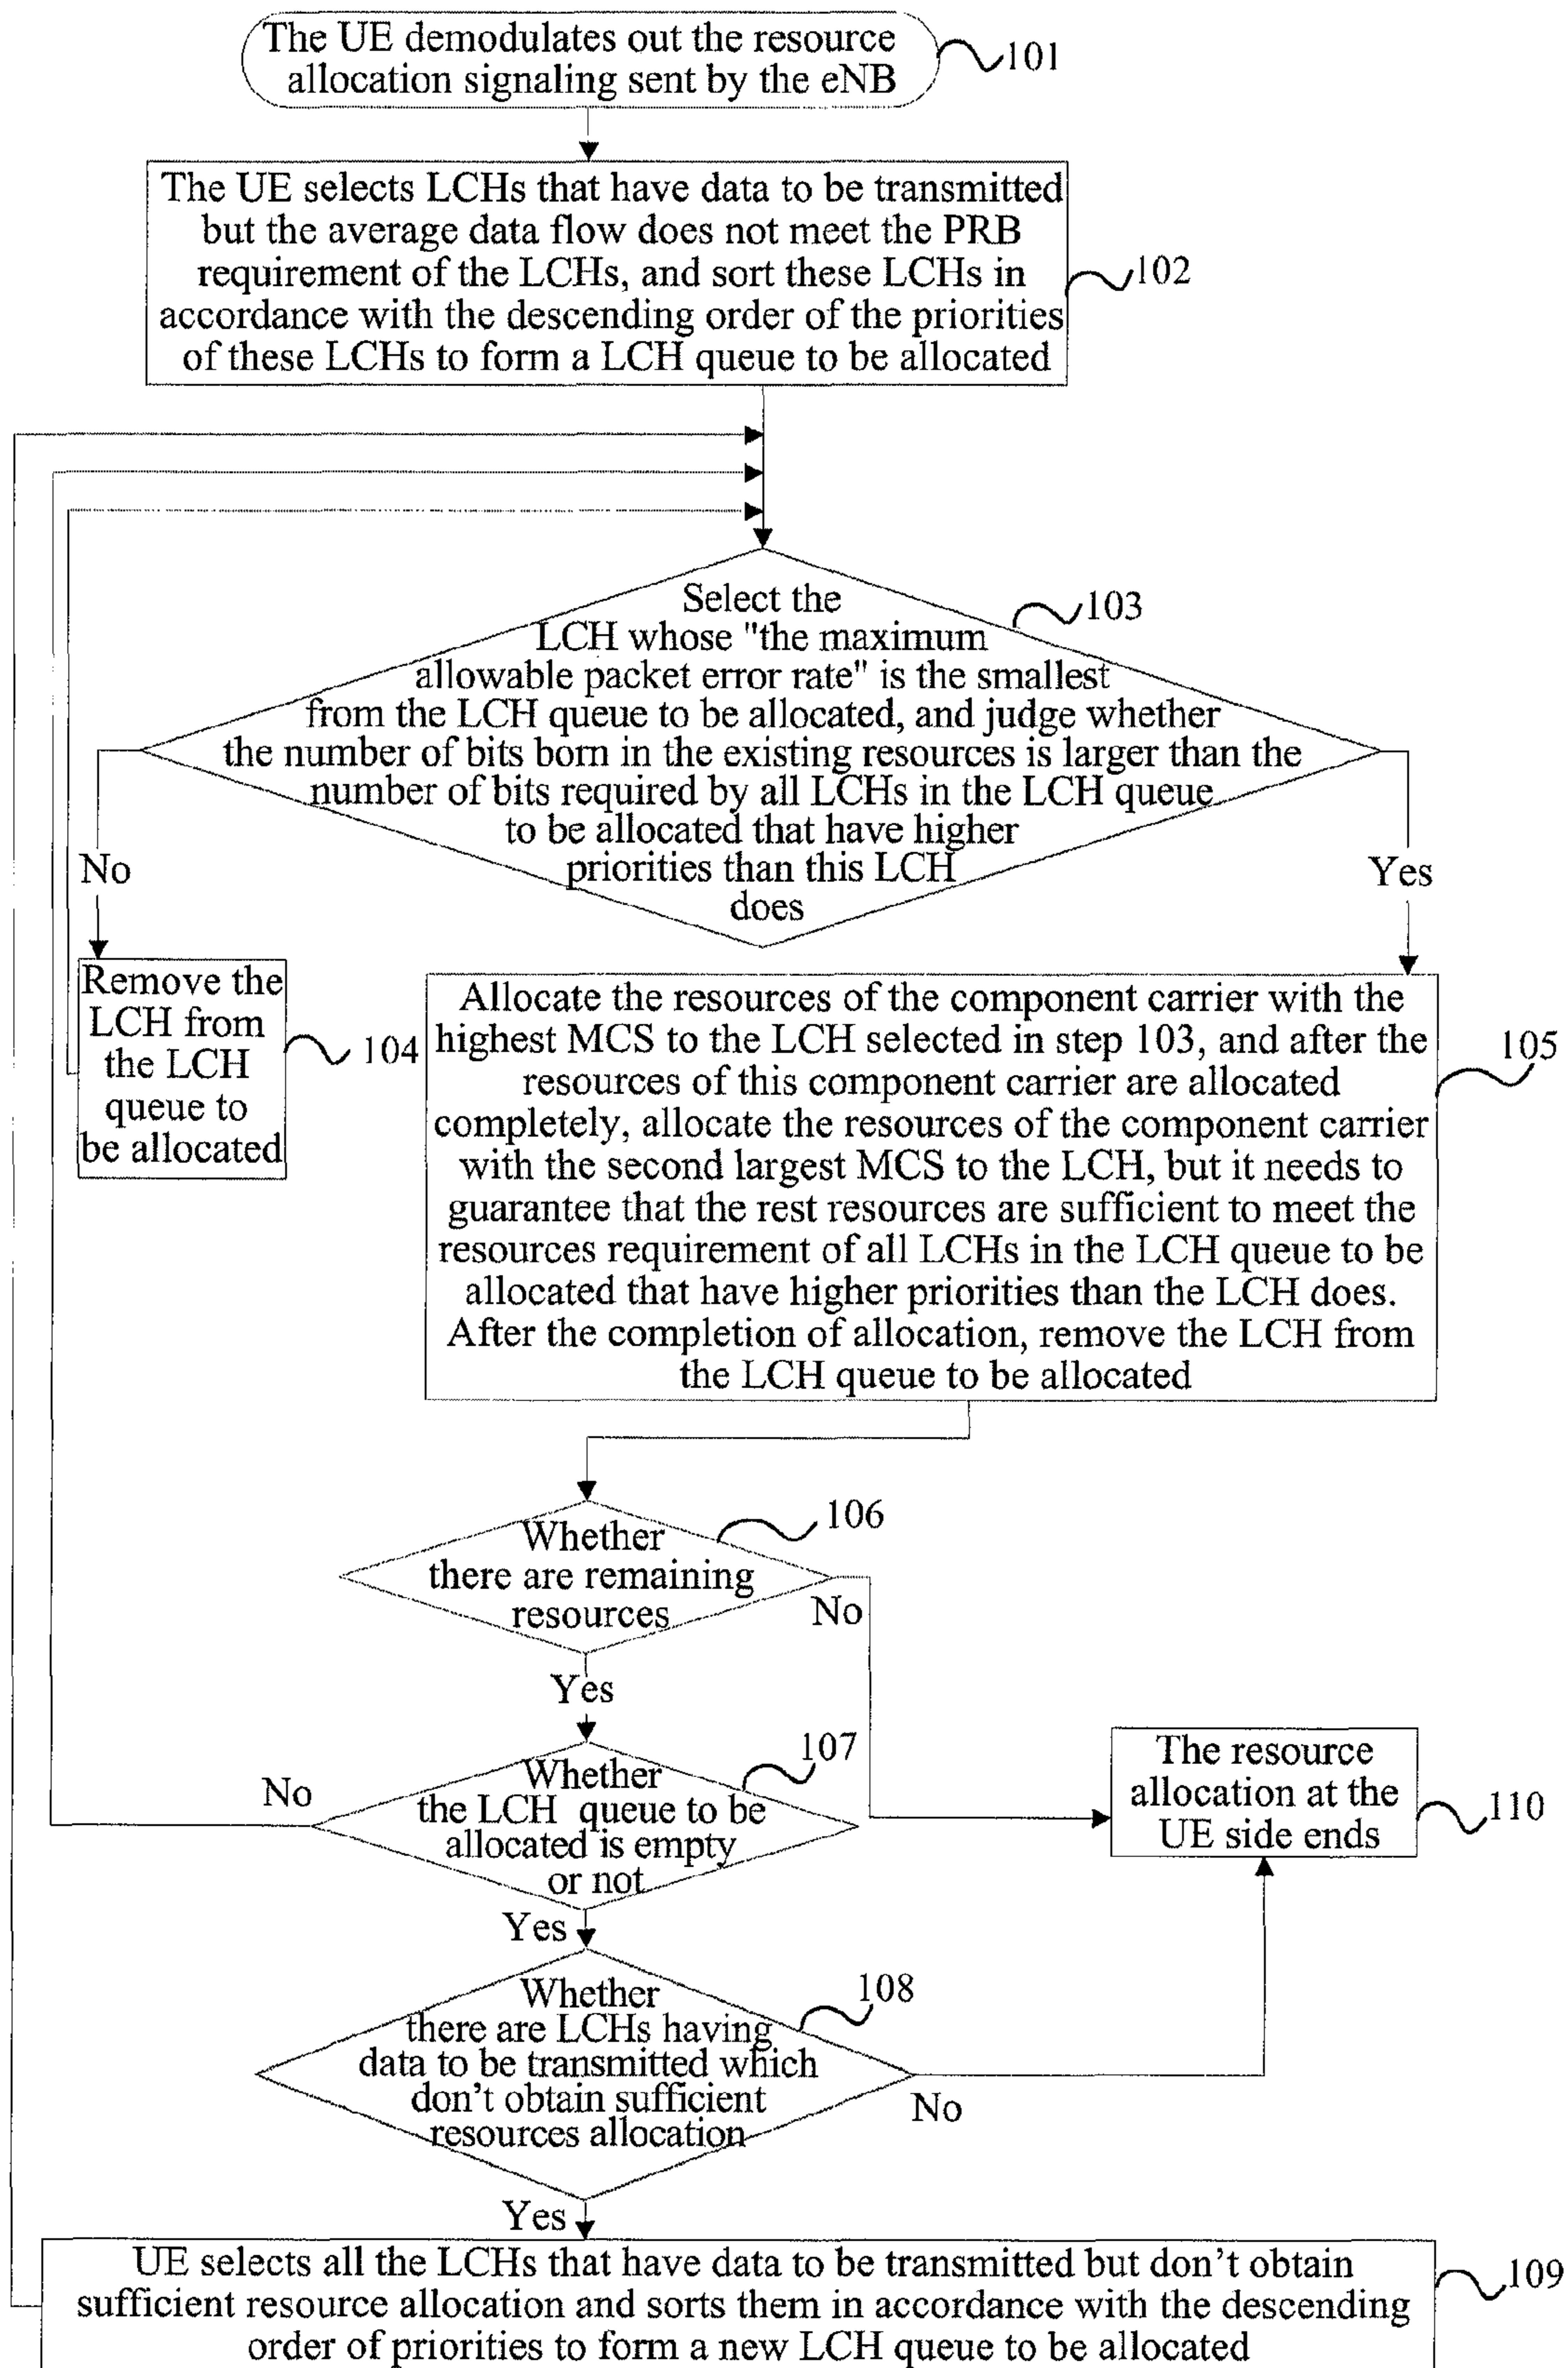 The UE demodulates out the resource
allocation signaling sent by the eNB
101
The UE selects LCHs that have data to be transmitted
but the average data flow does not meet the PRB
requirement of the LCHs, and sort these LCHs in
accordance with the descending order of the priorities
of these LCHs to form a LCH queue to be allocated
102
Select the
LCH whose "the maximum
allowable packet error rate" is the smallest
from the LCH queue to be allocated, and judge whether
the number of bits born in the existing resources is larger than the
number of bits required by all LCHs in the LCH queue
to be allocated that have higher
priorities than this LCH
does
103
No
Yes
Remove the
LCH from
the LCH
queue to
be allocated
104
Allocate the resources of the component carrier with the
highest MCS to the LCH selected in step 103, and after the
resources of this component carrier are allocated
completely, allocate the resources of the component carrier
with the second largest MCS to the LCH, but it needs to
guarantee that the rest resources are sufficient to meet the
resources requirement of all LCHs in the LCH queue to be
allocated that have higher priorities than the LCH does.
After the completion of allocation, remove the LCH from
the LCH queue to be allocated
105
Whether
there are remaining
resources
106
No
Yes
Whether
the LCH queue to be
allocated is empty
or not
107
No
Yes
The resource
allocation at the
UE side ends
110
Whether
there are LCHs having
data to be transmitted which
don't obtain sufficient
resources allocation
108
No
Yes
UE selects all the LCHs that have data to be transmitted but don't obtain
sufficient resource allocation and sorts them in accordance with the descending
order of priorities to form a new LCH queue to be allocated
109